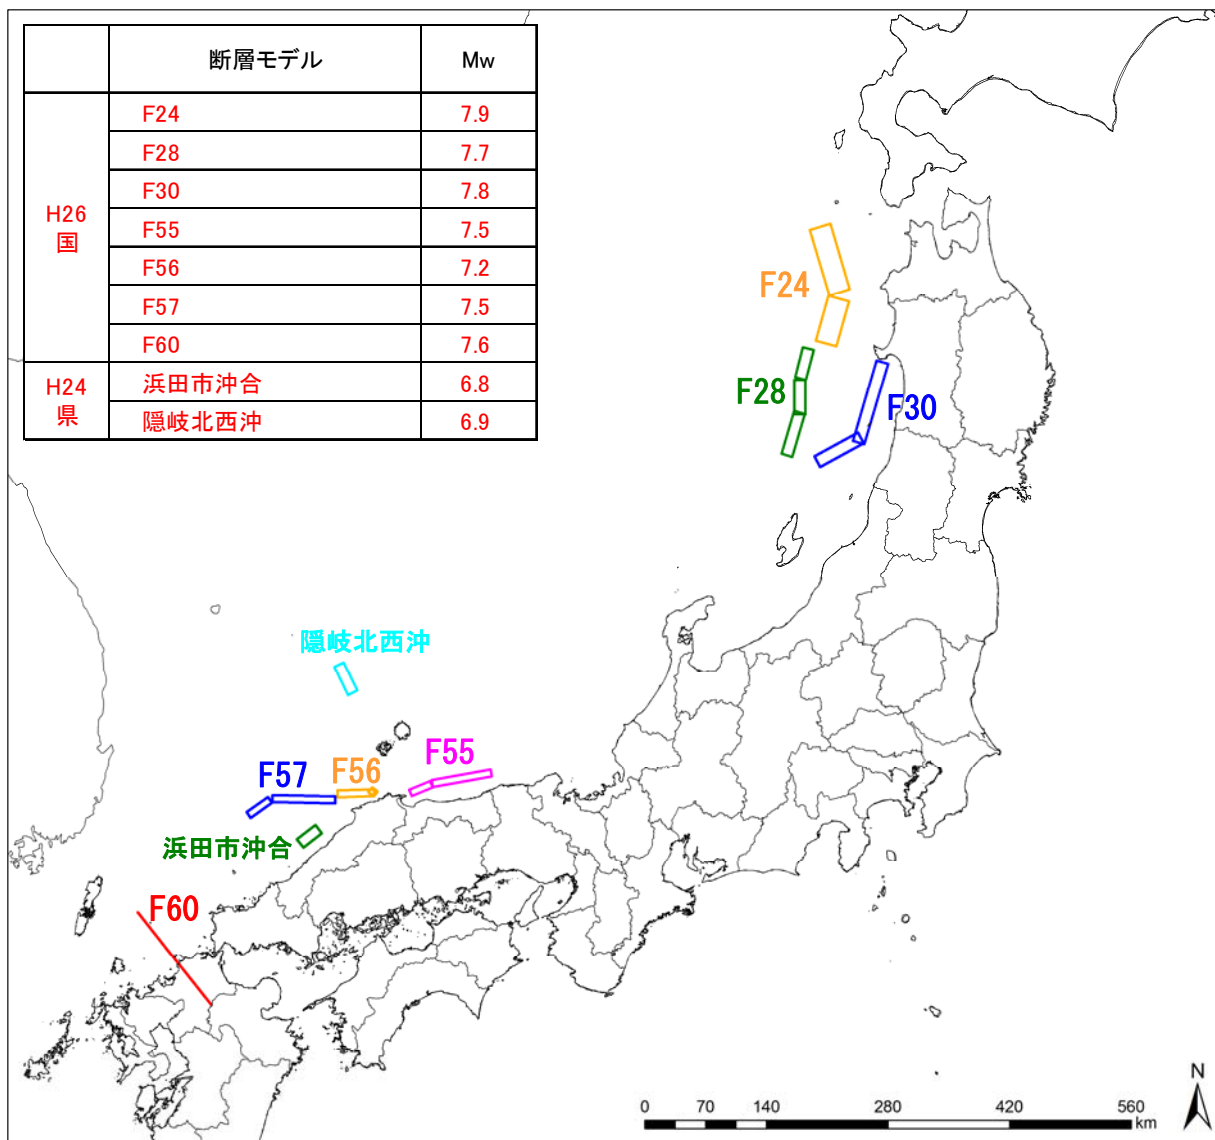 断層モデル Mw
H26
国
F24 7.9
F28 7.7
F30 7.8
F55 7.5
F56 7.2
F57 7.5
F60 7.6
H24
県
浜田市沖合 6.8
隠岐北西沖 6.9
F24
F28
F30
隠岐北西沖
F55
F56
F57
浜田市沖合
F60
N
0 70 140 280 420 560
km